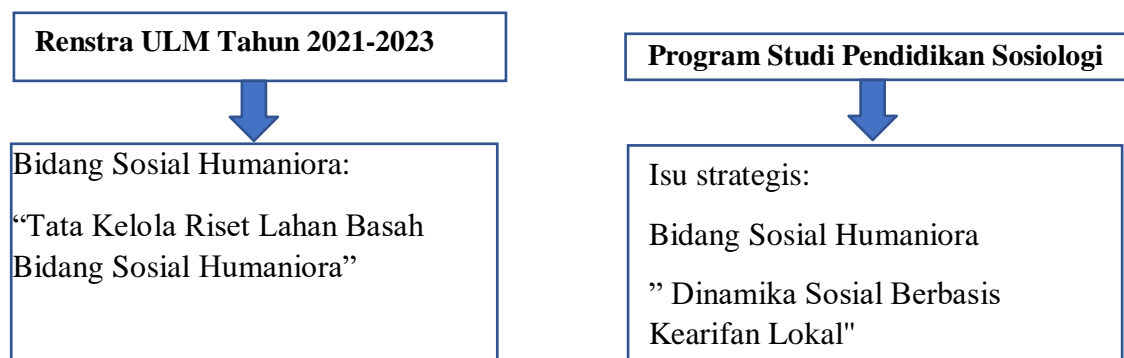 Renstra ULM Tahun 2021-2023
Bidang Sosial Humaniora:
“Tata Kelola Riset Lahan Basah
Bidang Sosial Humaniora”
Program Studi Pendidikan Sosiologi
Isu strategis:
Bidang Sosial Humaniora
” Dinamika Sosial Berbasis
Kearifan Lokal"